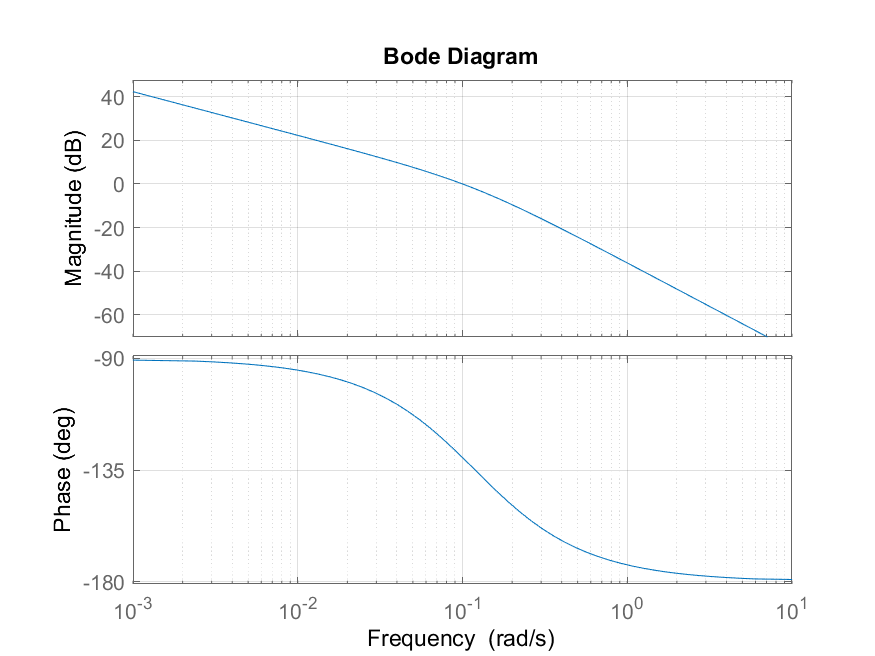 Bode Diagram
Magnitude (dB)
40
20
0
-20
-40
-60
Phase (deg)
-90
-135
-180
10^-3 10^-2 10^-1 10^0 10^1
Frequency (rad/s)